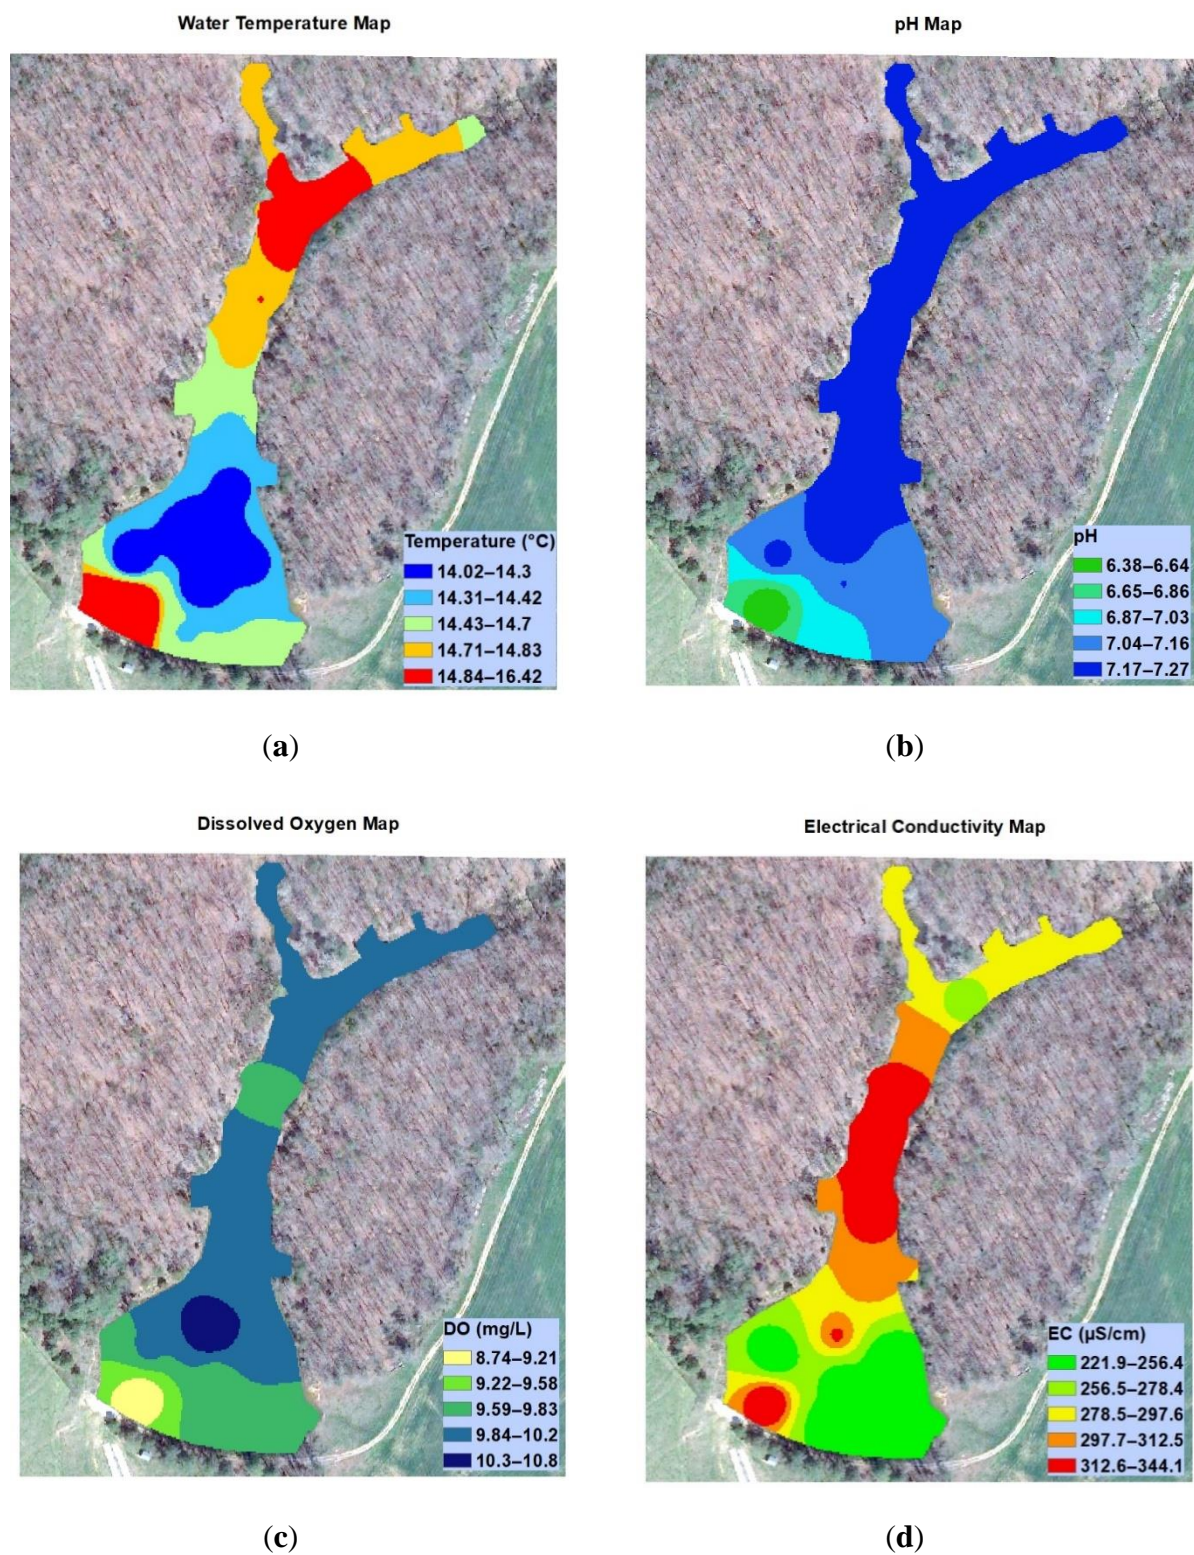 Water Temperature Map
pH Map
Temperature (°C)
14.02–14.3
14.31–14.42
14.43–14.7
14.71–14.83
14.84–16.42
pH
6.38–6.64
6.65–6.86
6.87–7.03
7.04–7.16
7.17–7.27
(a)
(b)
Dissolved Oxygen Map
Electrical Conductivity Map
DO (mg/L)
8.74–9.21
9.22–9.58
9.59–9.83
9.84–10.2
10.3–10.8
EC (µS/cm)
221.9–256.4
256.5–278.4
278.5–297.6
297.7–312.5
312.6–344.1
(c)
(d)